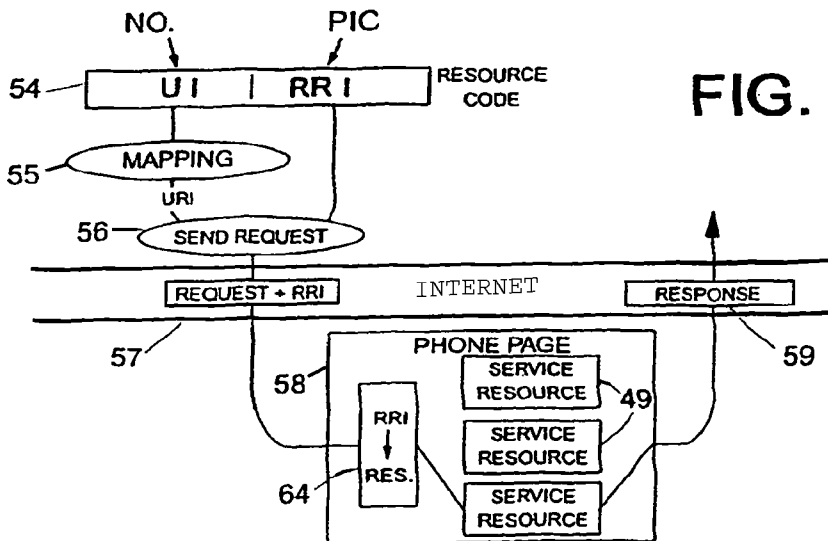 NO. PIC
54 UI | RRI RESOURCE CODE
FIG.
55 MAPPING
URI
56 SEND REQUEST
REQUEST + RRI INTERNET RESPONSE
57 59
PHONE PAGE
58
SERVICE RESOURCE
49
RRI
SERVICE RESOURCE
64 RES.
SERVICE RESOURCE